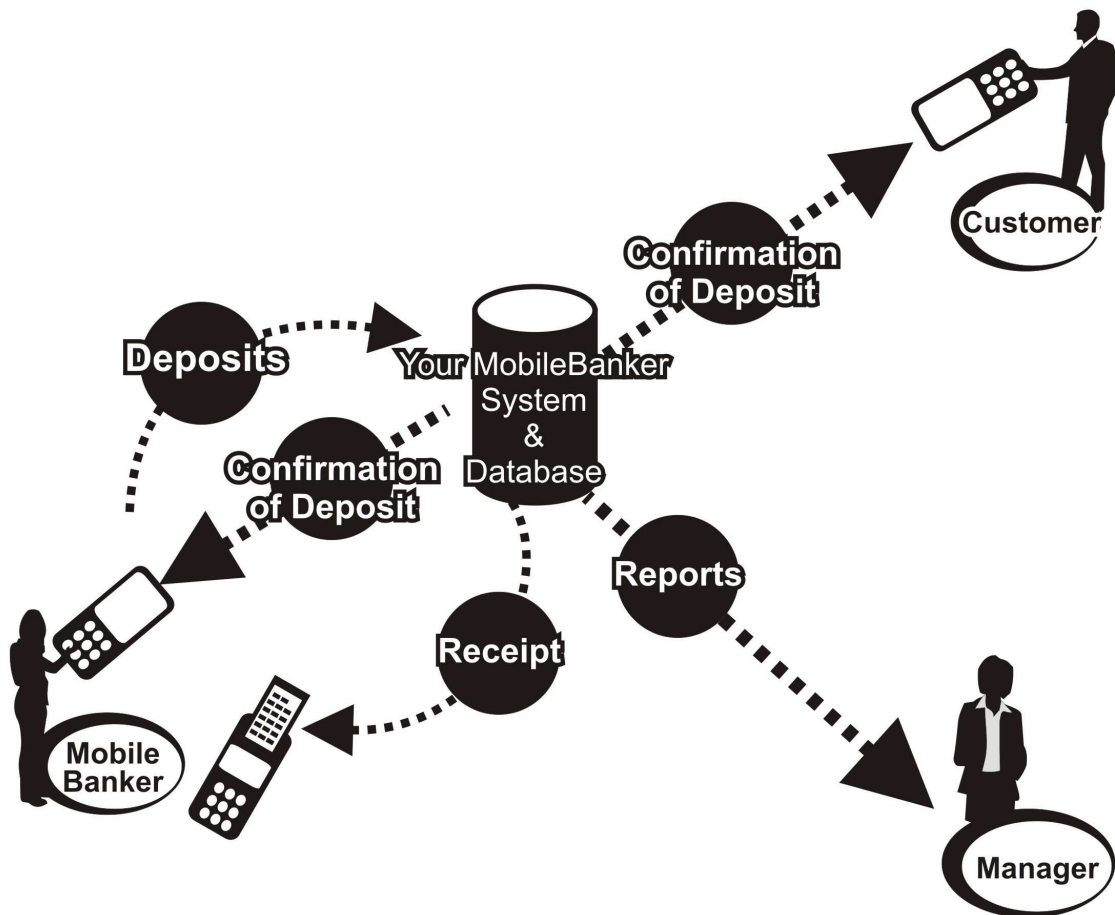 Customer
Confirmation
of Deposit
Deposits
Your MobileBanker
System
&
Database
Confirmation
of Deposit
Reports
Receipt
Mobile
Banker
Manager